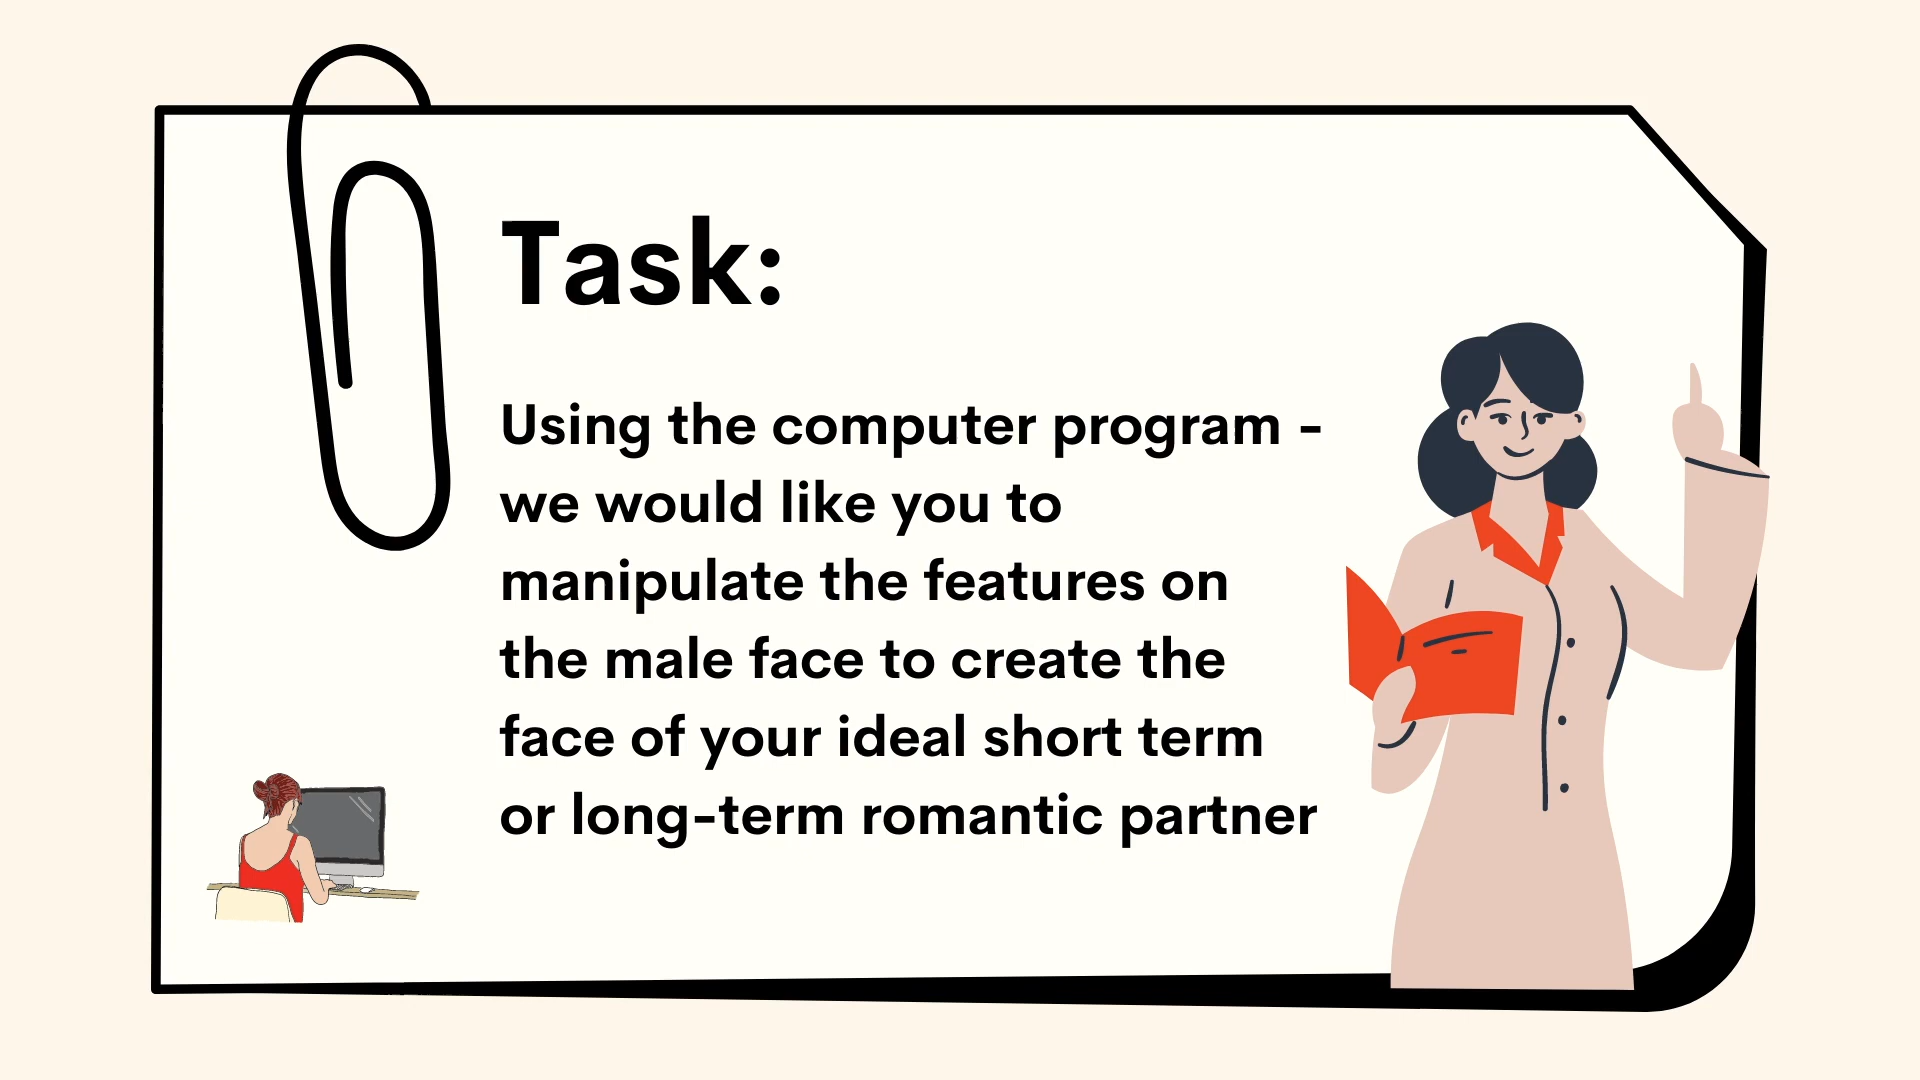 Task:
Using the computer program -
we would like you to
manipulate the features on
the male face to create the
face of your ideal short term
or long-term romantic partner